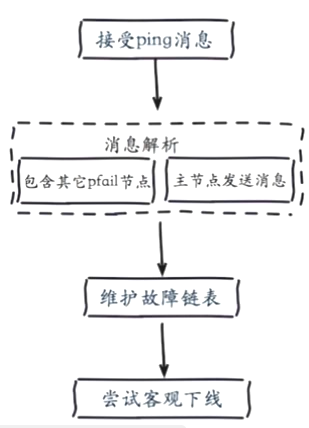 接受ping消息
消息解析
包含其它pfail节点
主节点发送消息
维护故障链表
尝试客观下线